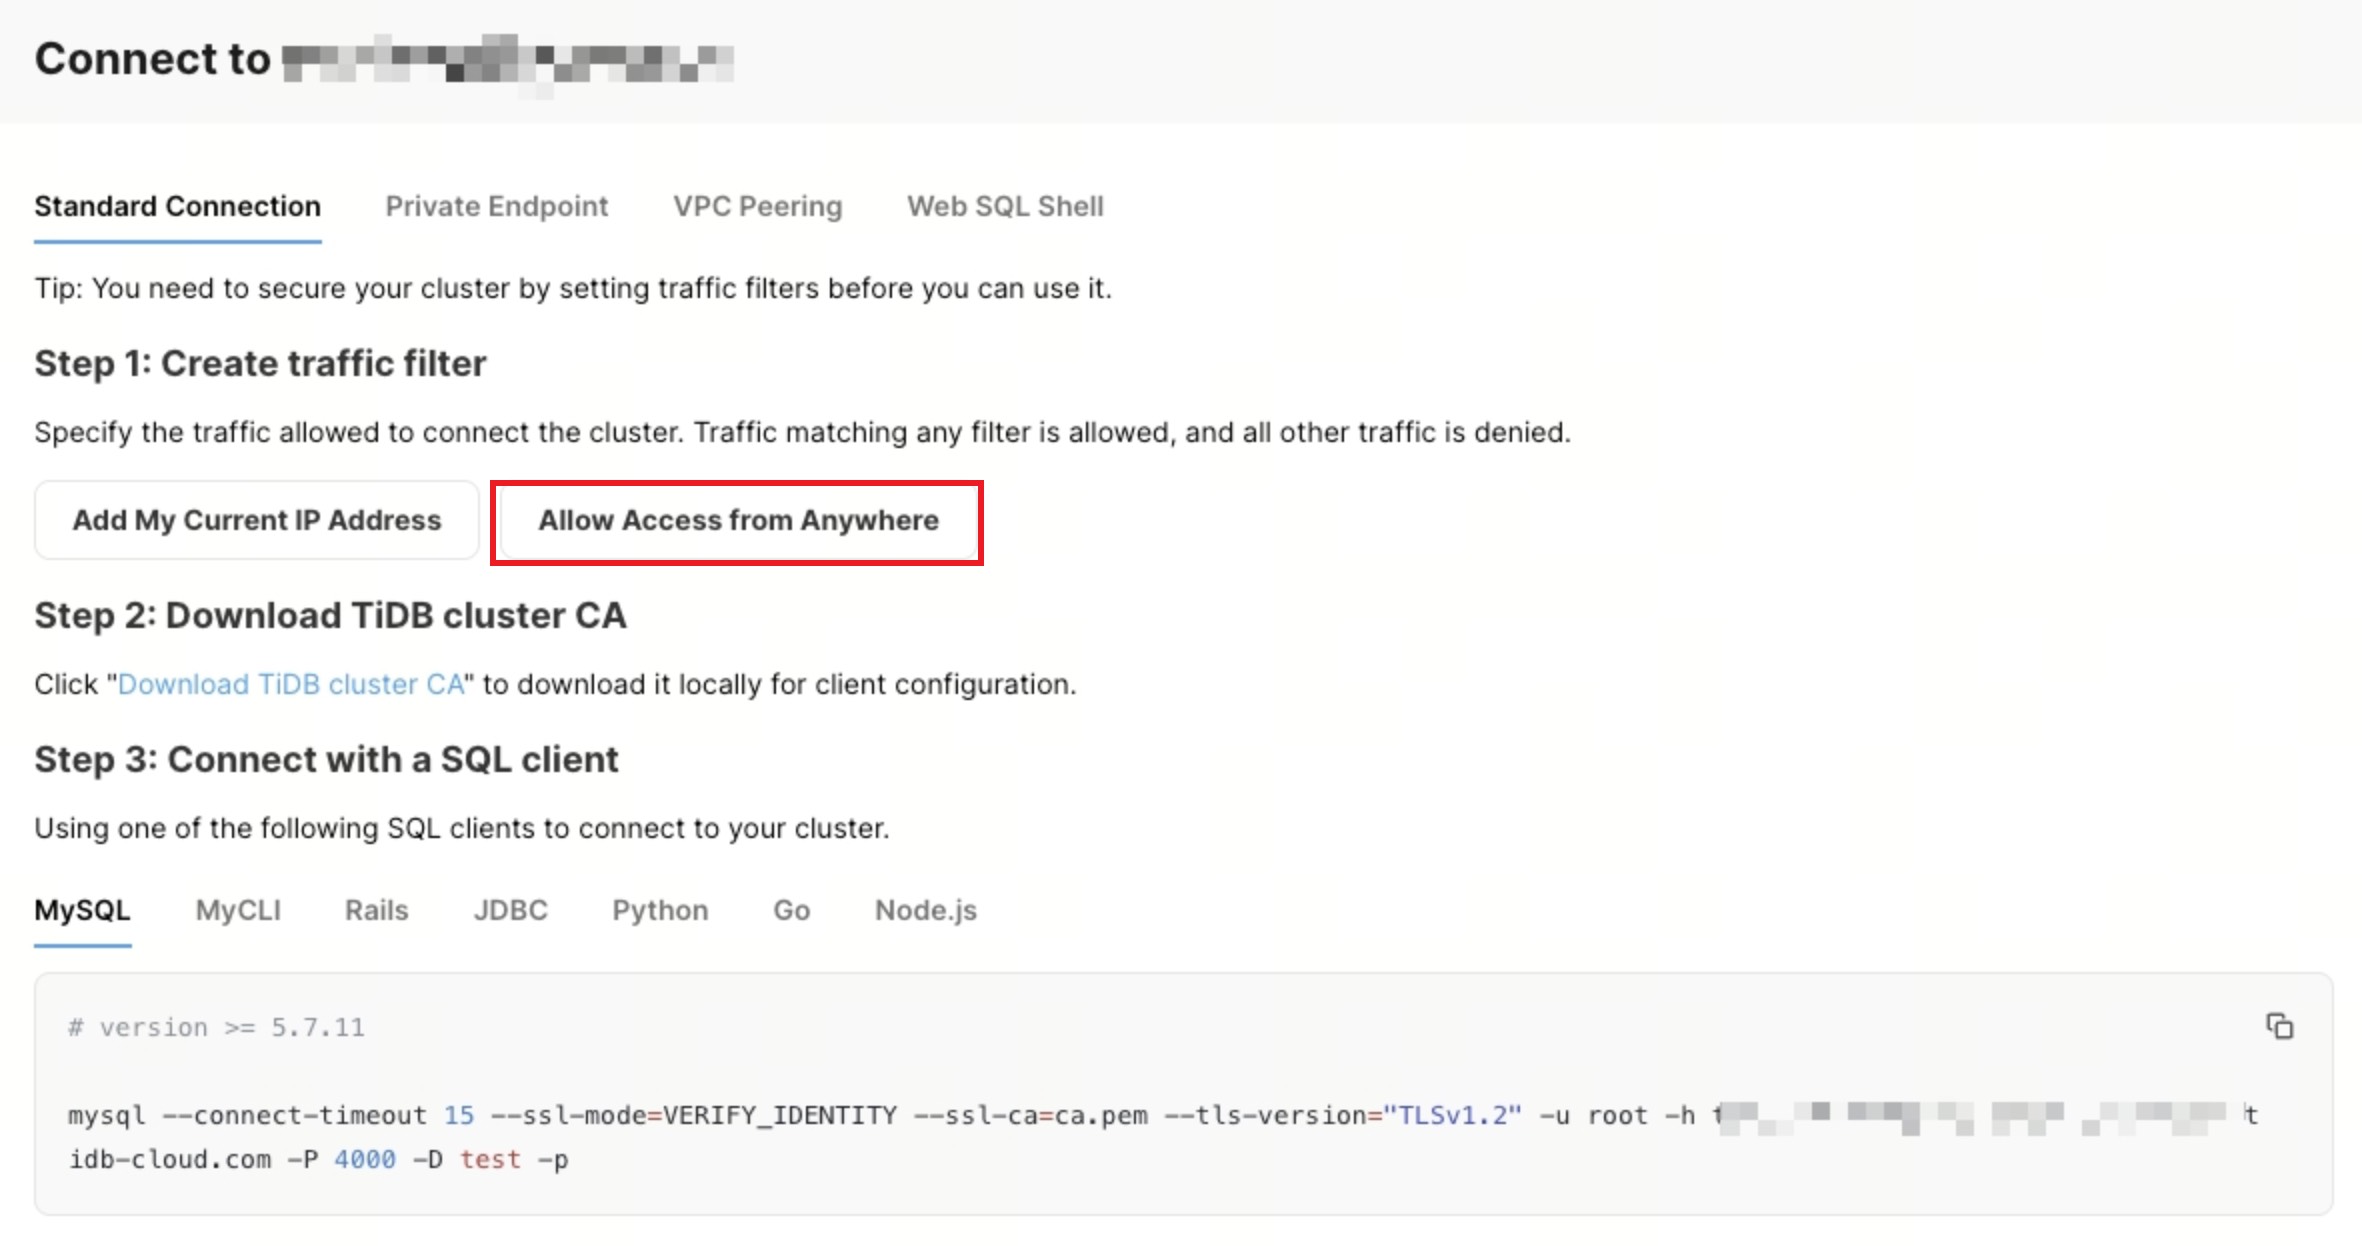 Connect to
Standard Connection Private Endpoint VPC Peering Web SQL Shell
Tip: You need to secure your cluster by setting traffic filters before you can use it.
Step 1: Create traffic filter
Specify the traffic allowed to connect the cluster. Traffic matching any filter is allowed, and all other traffic is denied.
Add My Current IP Address Allow Access from Anywhere
Step 2: Download TiDB cluster CA
Click "Download TiDB cluster CA" to download it locally for client configuration.
Step 3: Connect with a SQL client
Using one of the following SQL clients to connect to your cluster.
MySQL MyCLI Rails JDBC Python Go Node.js
# version >= 5.7.11
mysql --connect-timeout 15 --ssl-mode=VERIFY_IDENTITY --ssl-ca=ca.pem --tls-version="TLSv1.2" -u root -h t
idb-cloud.com -P 4000 -D test -p